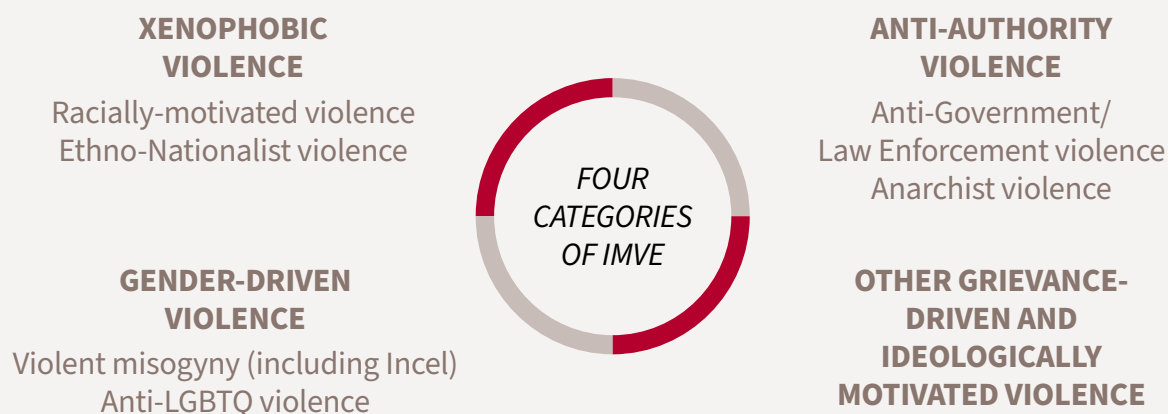 XENOPHOBIC
VIOLENCE
Racially-motivated violence
Ethno-Nationalist violence
ANTI-AUTHORITY
VIOLENCE
Anti-Government/
Law Enforcement violence
Anarchist violence
FOUR
CATEGORIES
OF IMVE
GENDER-DRIVEN
VIOLENCE
Violent misogyny (including Incel)
Anti-LGBTQ violence
OTHER GRIEVANCE-
DRIVEN AND
IDEOLOGICALLY
MOTIVATED VIOLENCE